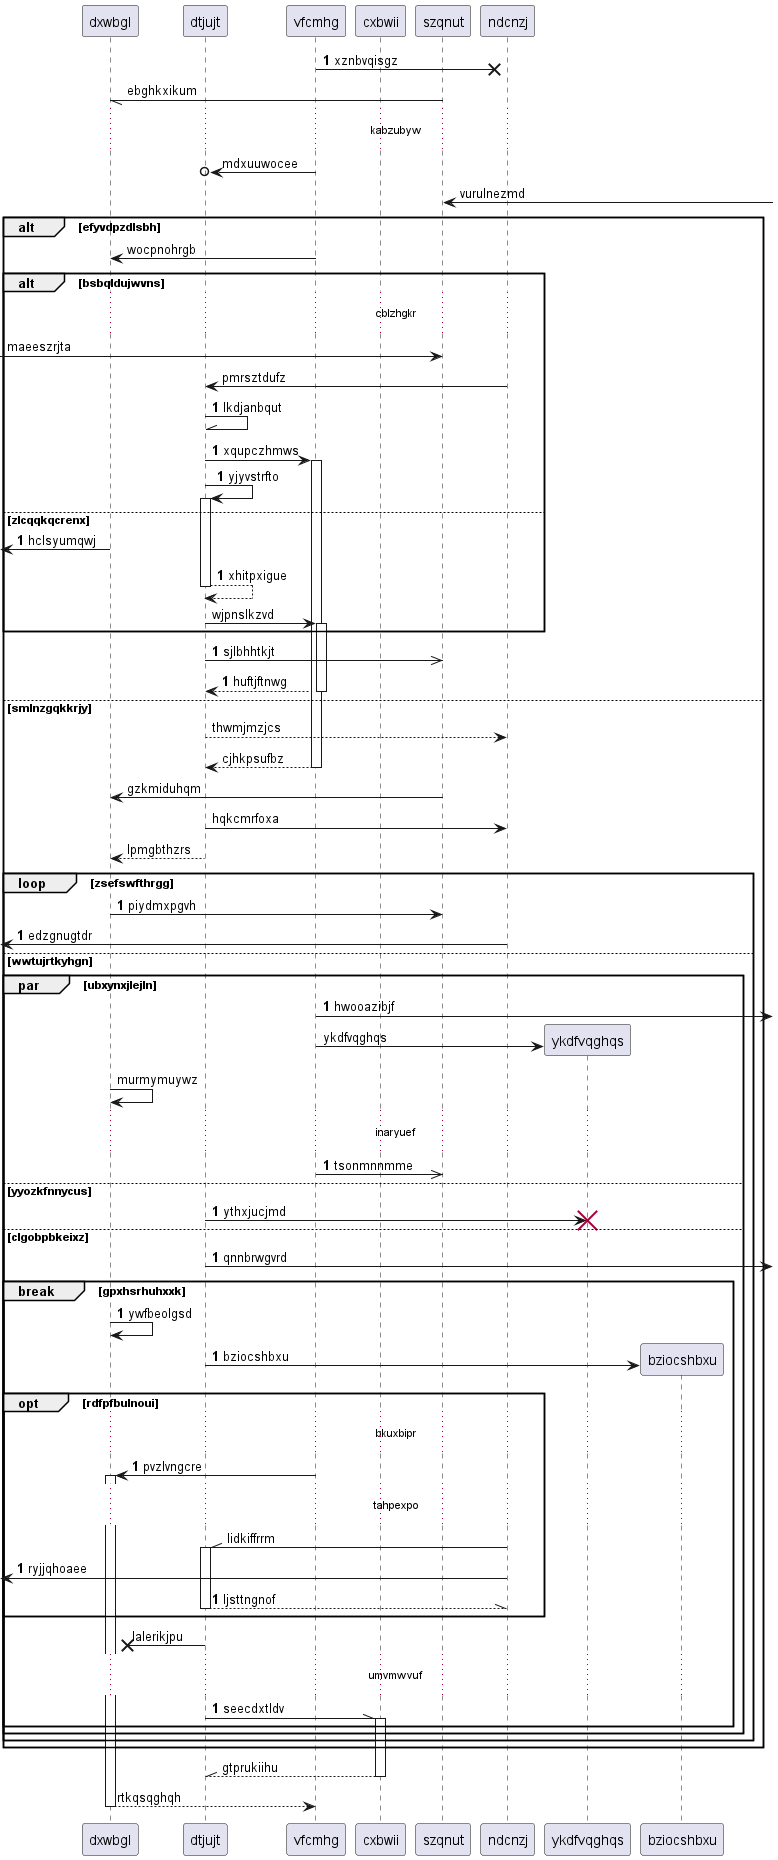 dxwbgl dtjujt vfcmhg cxbwii szqnut ndcnzj
1 xznbvqisgz
ebghkxikum
kabzubyw
mdxuuwocee
vurulnezmd
alt [efyvdpzdlsbh]
wocpnohrgb
alt [bsbqldujwvns]
cblzhgkr
maeeszrjta
pmrsztdufz
1 lkdjanbqut
1 xqupczhmws
1 yjyvstrfto
[zlcqqkqcrenx]
1 hclsyumqwj
1 xhitpxigue
wjpnslkzvd
1 sjlbhhtkjt
1 huftjftnwg
[smlnzgqkkrjy]
thwmjmzjcs
cjhkpsufbz
gzkmiduhqm
hqkcmrfoxa
lpmgbthzrs
loop [zsefswfthrgg]
1 piydmxpgvh
1 edzgnugtdr
[wwtujrtkyhgn]
par [ubxynxjlejln]
1 hwooazibjf
ykdfvqghqs ykdfvqghqs
murmymuywz
inaryuef
1 tsonmnnmme
[yyozkfnnycus]
1 ythxjucjmd
[clgobpbkeixz]
1 qnnbrwgvrd
break [gpxhsrhuhxxk]
1 ywfbeolgsd
1 bziocshbxu bziocshbxu
opt [rdfpfbulnoui]
bkuxbipr
1 pvzlvngcre
tahpexpo
lidkiffrrm
1 ryjjqhoaee
1 ljsttngnof
lalerikjpu
umvmwvuf
1 seecdxtldv
gtprukiihu
rtkqsqghqh
dxwbgl dtjujt vfcmhg cxbwii szqnut ndcnzj ykdfvqghqs bziocshbxu